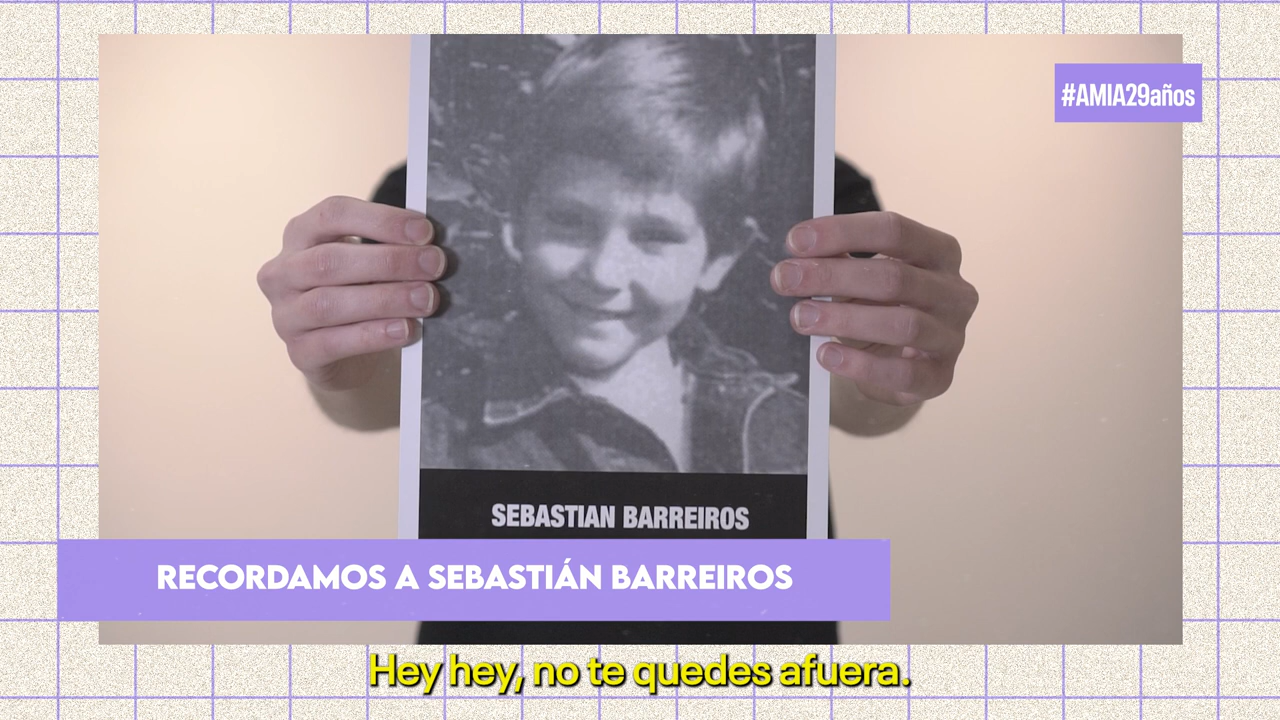 #AMIA29años
SEBASTIAN BARREIROS
RECORDAMOS A SEBASTIÁN BARREIROS
Hey hey, no te quedes afuera.